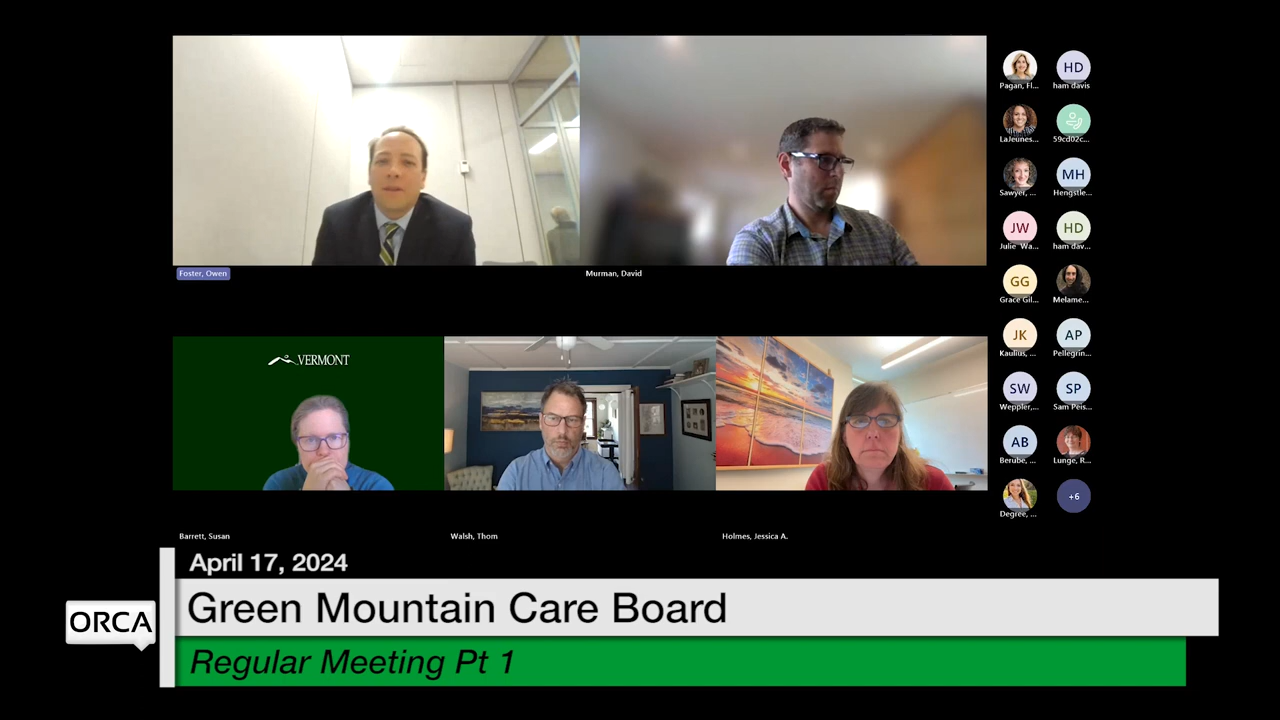 Pagan, Fl...
HD
ham davis
LaJeunes...
59cd02c...
Sawyer, ...
MH
Hengstle...
JW
Julie Wa...
HD
ham dav...
Foster, Owen
Murman, David
GG
Grace Gil...
Melame...
JK
Kaulius, ...
AP
Pellegrin...
VERMONT
SW
Weppler,...
SP
Sam Peis...
AB
Berube, ...
Lunge, R...
Degree, ...
+6
Barrett, Susan
Walsh, Thom
Holmes, Jessica A.
April 17, 2024
ORCA
Green Mountain Care Board
Regular Meeting Pt 1